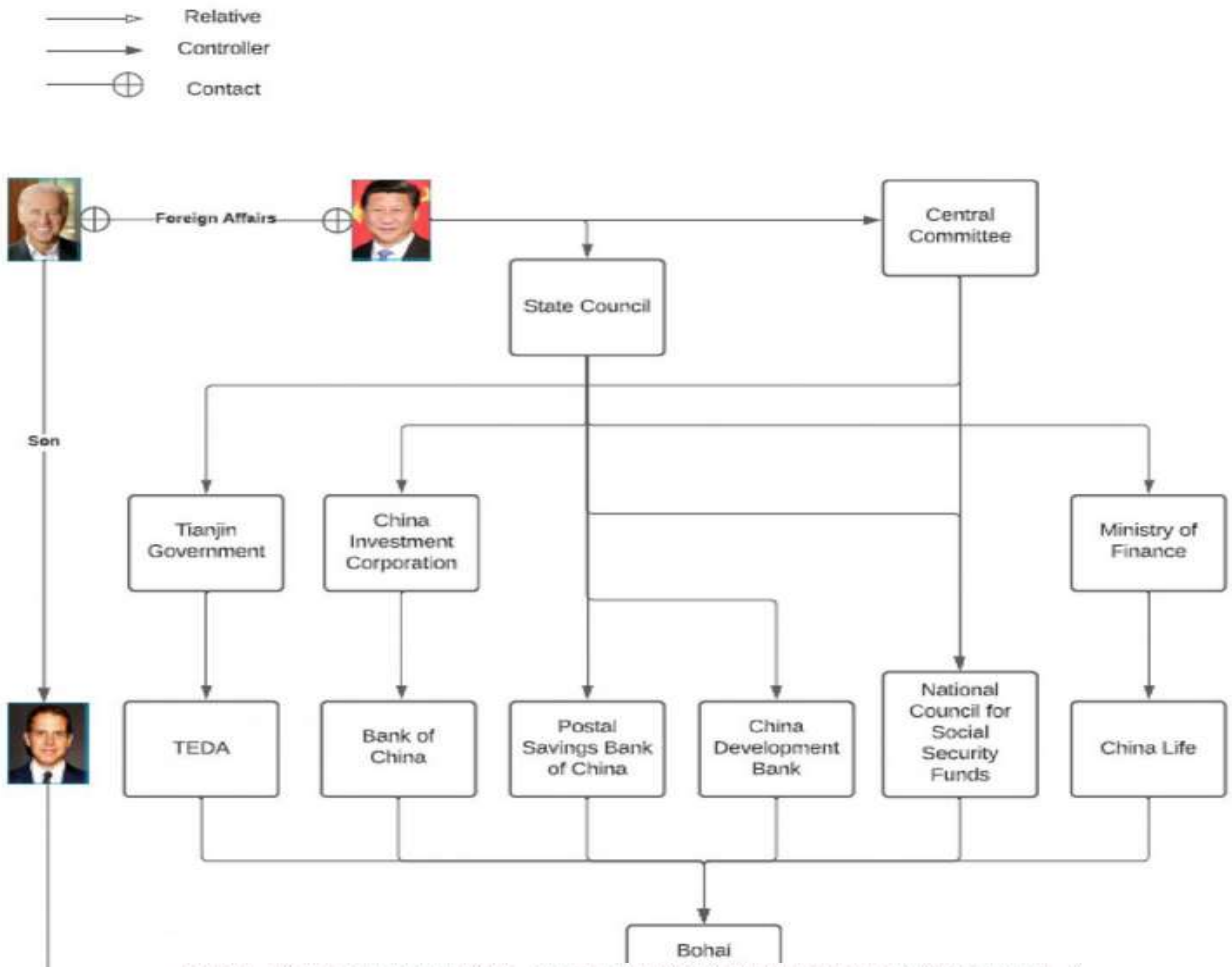 Relative
Controller
Contact
Foreign Affairs
Central
Committee
State Council
Son
Tianjin
Government
China
Investment
Corporation
Ministry of
Finance
TEDA
Bank of
China
Postal
Savings Bank
of China
China
Development
Bank
National
Council for
Social
Security
Funds
China Life
Bohai